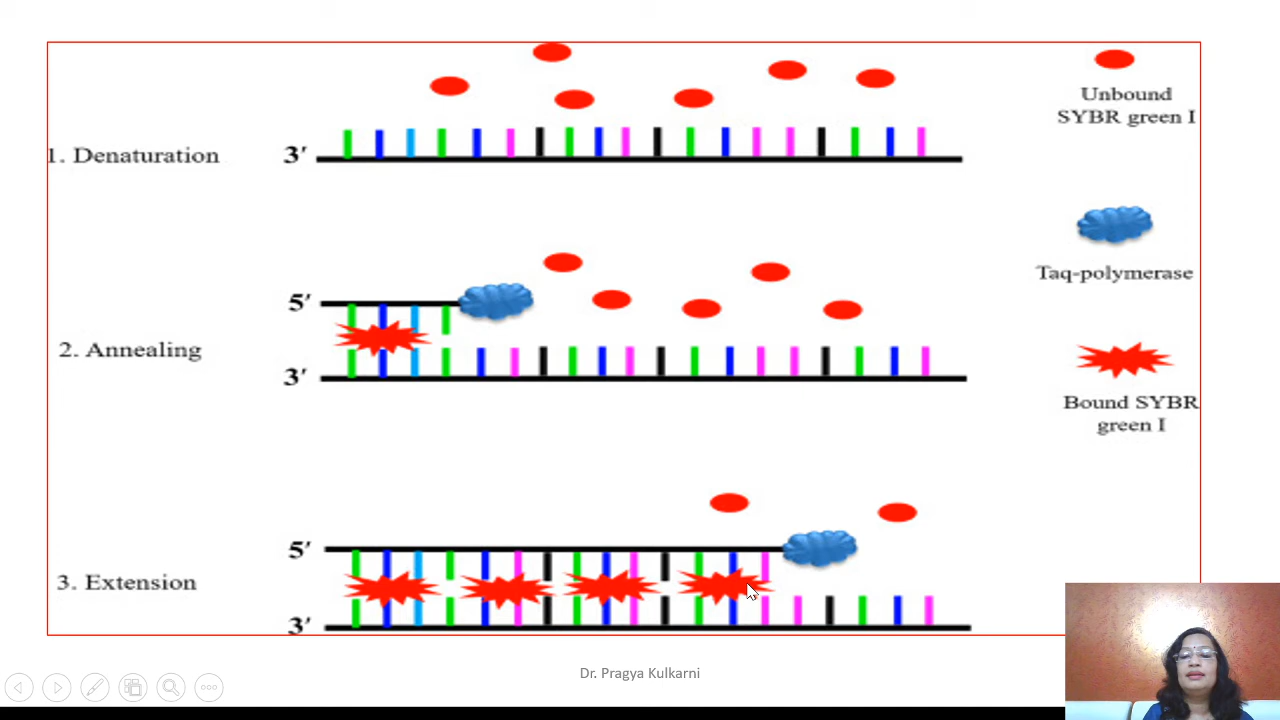 Unbound
SYBR green I
1. Denaturation
3′
Taq-polymerase
5′
2. Annealing
3′
Bound SYBR
green I
5′
3. Extension
3′
Dr. Pragya Kulkarni